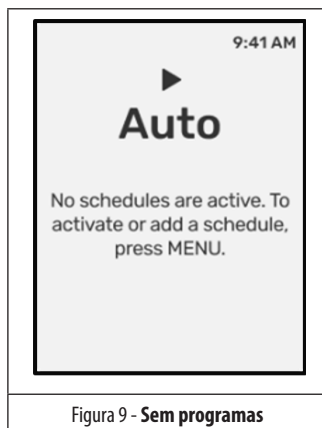 9:41 AM
Auto
No schedules are active. To
activate or add a schedule,
press MENU.
Figura 9 - Sem programas